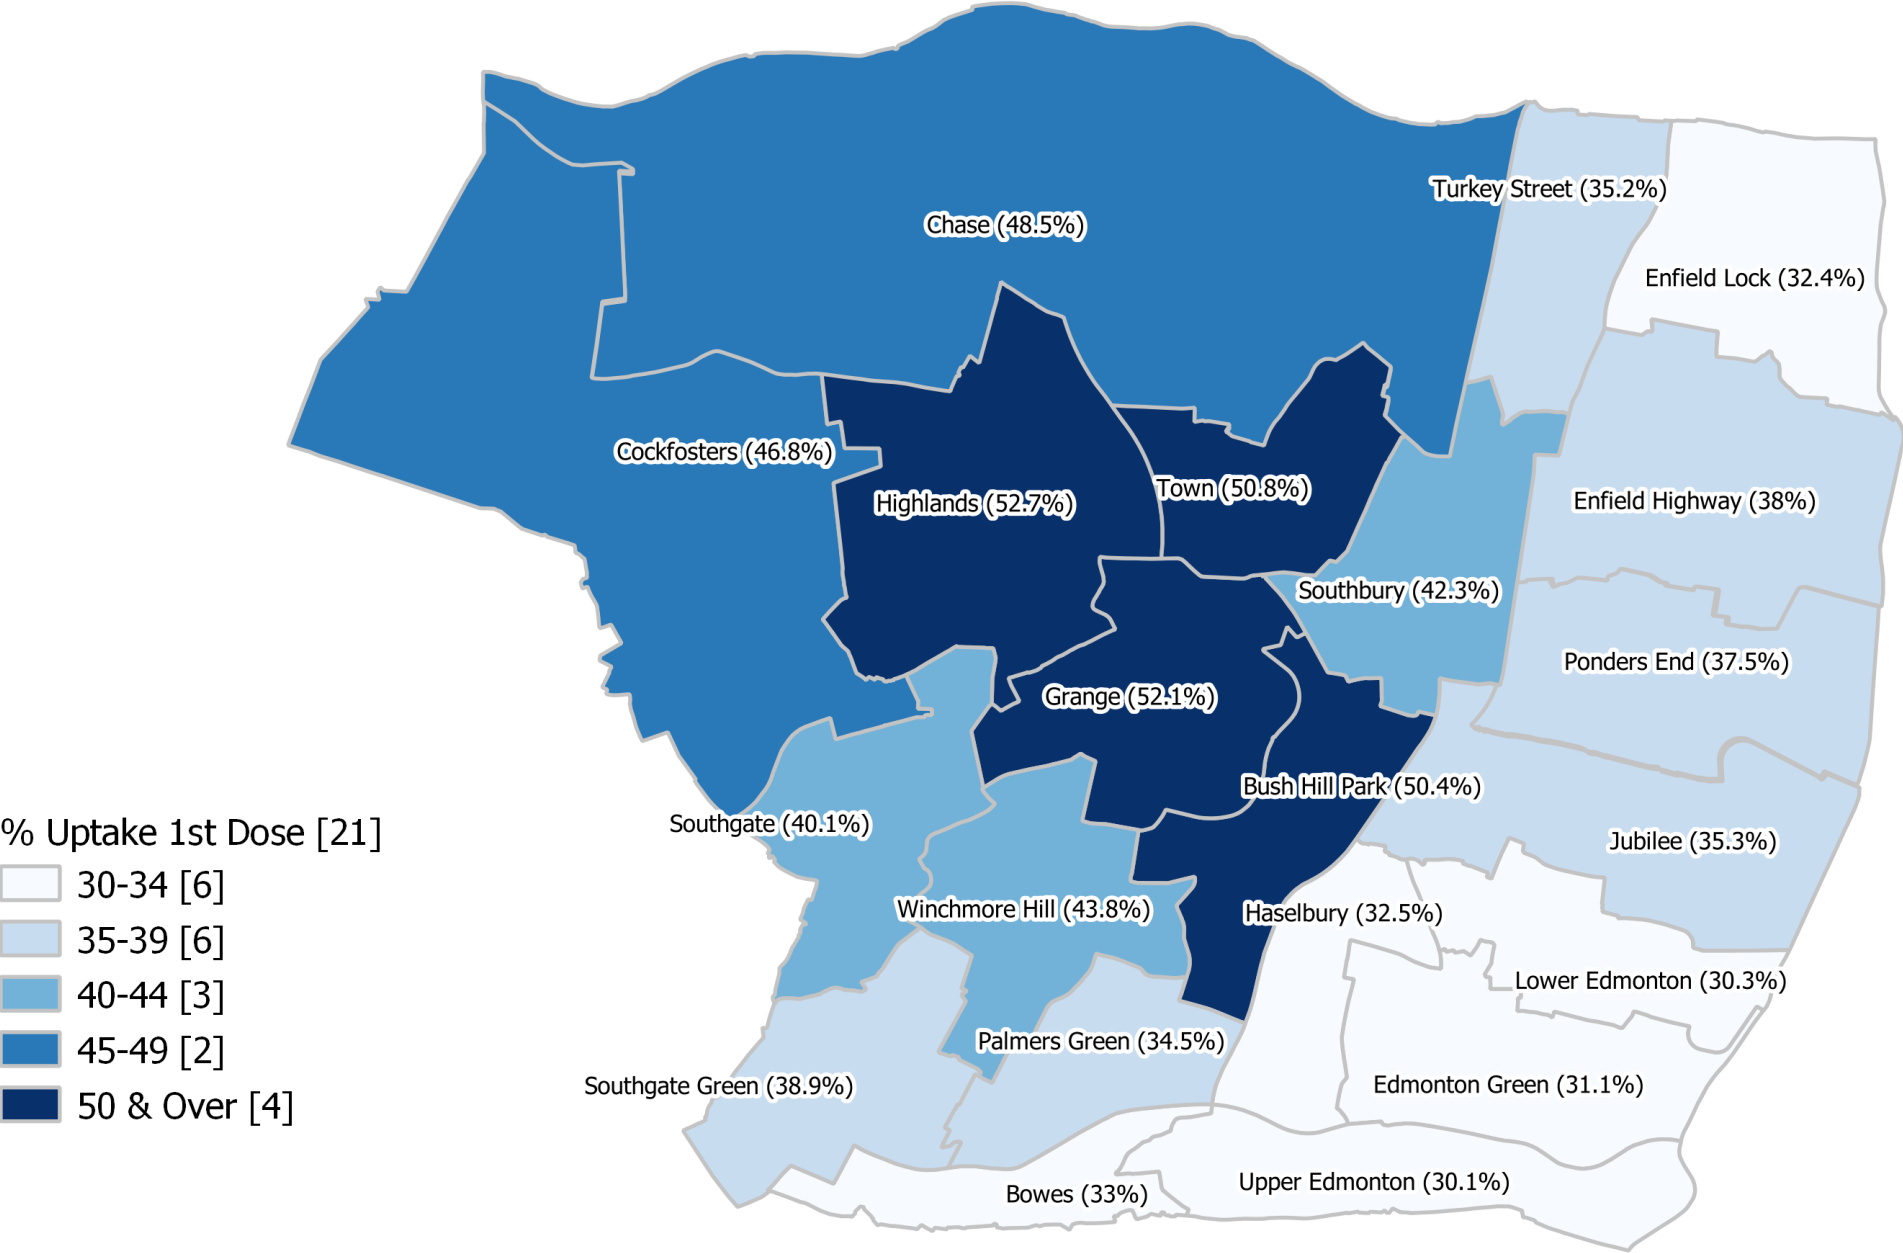 Turkey Street (35.2%)
Chase (48.5%)
Enfield Lock (32.4%)
Cockfosters (46.8%)
Highlands (52.7%)
Town (50.8%)
Enfield Highway (38%)
Southbury (42.3%)
Ponders End (37.5%)
Grange (52.1%)
Bush Hill Park (50.4%)
Southgate (40.1%)
Jubilee (35.3%)
Winchmore Hill (43.8%)
Haselbury (32.5%)
Lower Edmonton (30.3%)
Palmers Green (34.5%)
Southgate Green (38.9%)
Edmonton Green (31.1%)
Upper Edmonton (30.1%)
Bowes (33%)
% Uptake 1st Dose [21]
30-34 [6]
35-39 [6]
40-44 [3]
45-49 [2]
50 & Over [4]